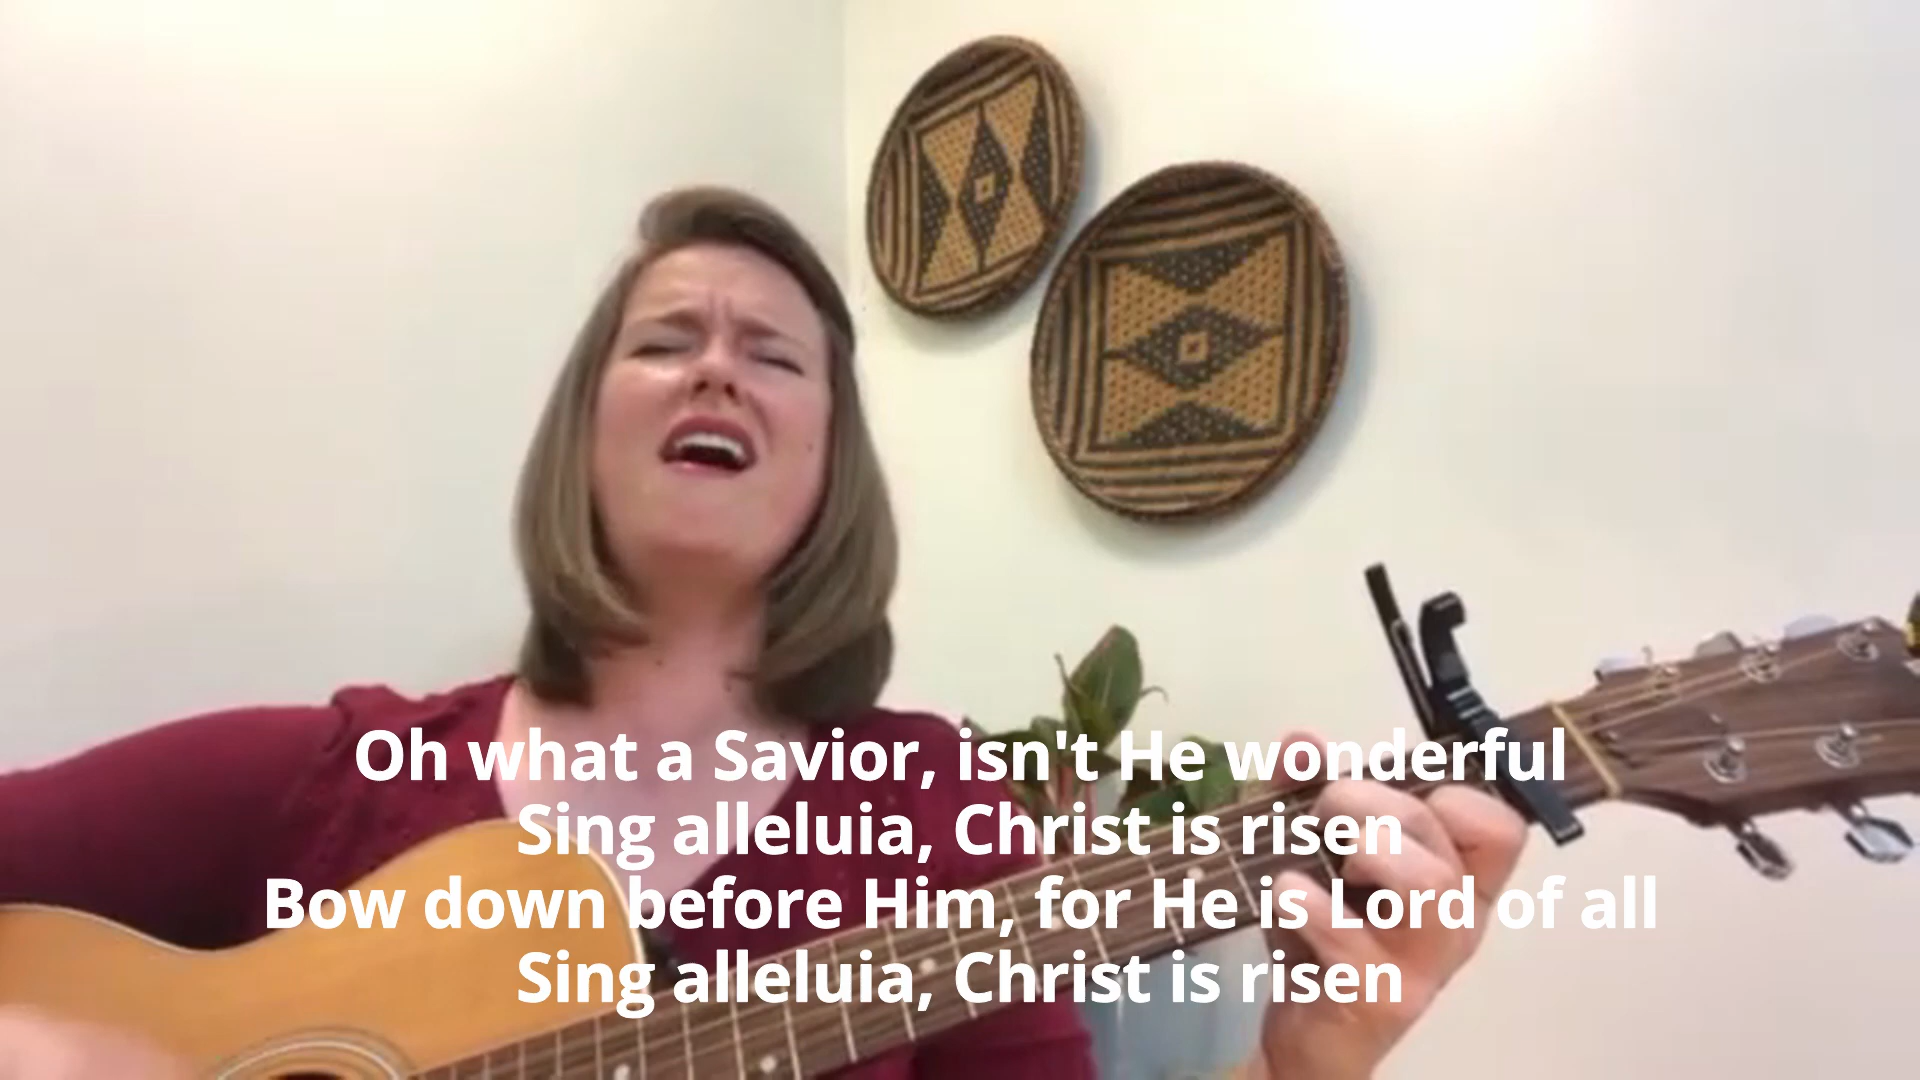 Oh what a Savior, isn't He wonderful
Sing alleluia, Christ is risen
Bow down before Him, for He is Lord of all
Sing alleluia, Christ is risen